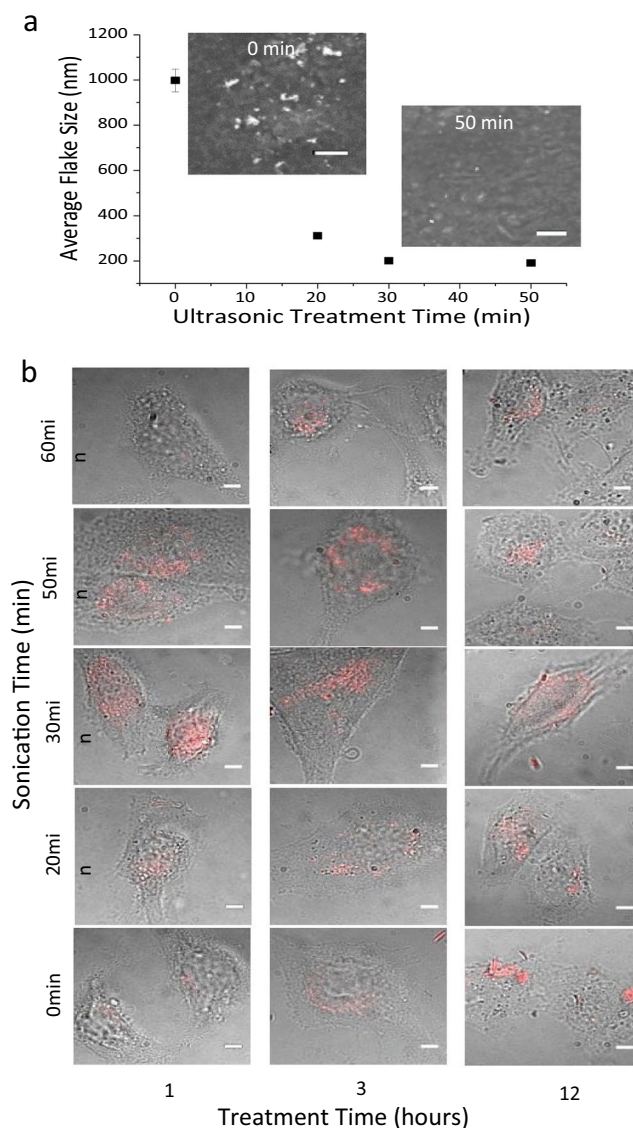 a
1200
1000
800
600
400
200
Average Flake Size (nm)
0 min
50 min
0 10 20 30 40 50
Ultrasonic Treatment Time (min)
b
Sonication Time (min)
60mi
n
50mi
n
30mi
n
20mi
n
0min
1 3 12
Treatment Time (hours)